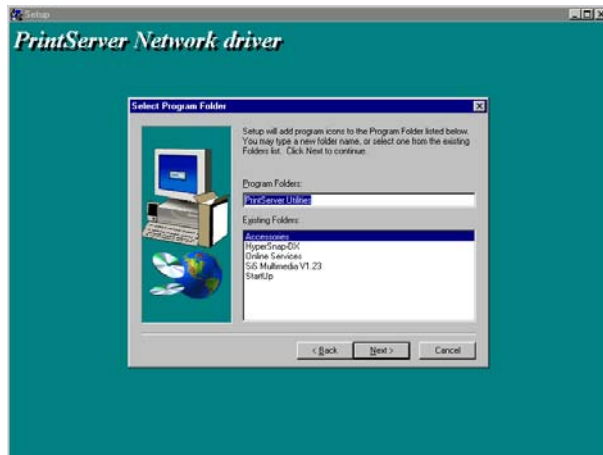 Setup
PrintServer Network driver
Select Program Folder
Setup will add program icons to the Program Folder listed below.
You may type a new folder name, or select one from the existing
Folders list. Click Next to continue.
Program Folders:
PrintServer Utilities
Existing Folders:
Accessories
HyperSnap-DX
Online Services
SiS Multimedia V1.23
StartUp
< Back Next > Cancel